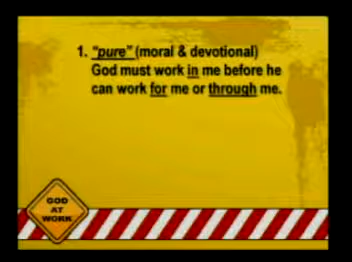 1. "pure" (moral & devotional)
God must work in me before he
can work for me or through me.
GOD
AT
WORK